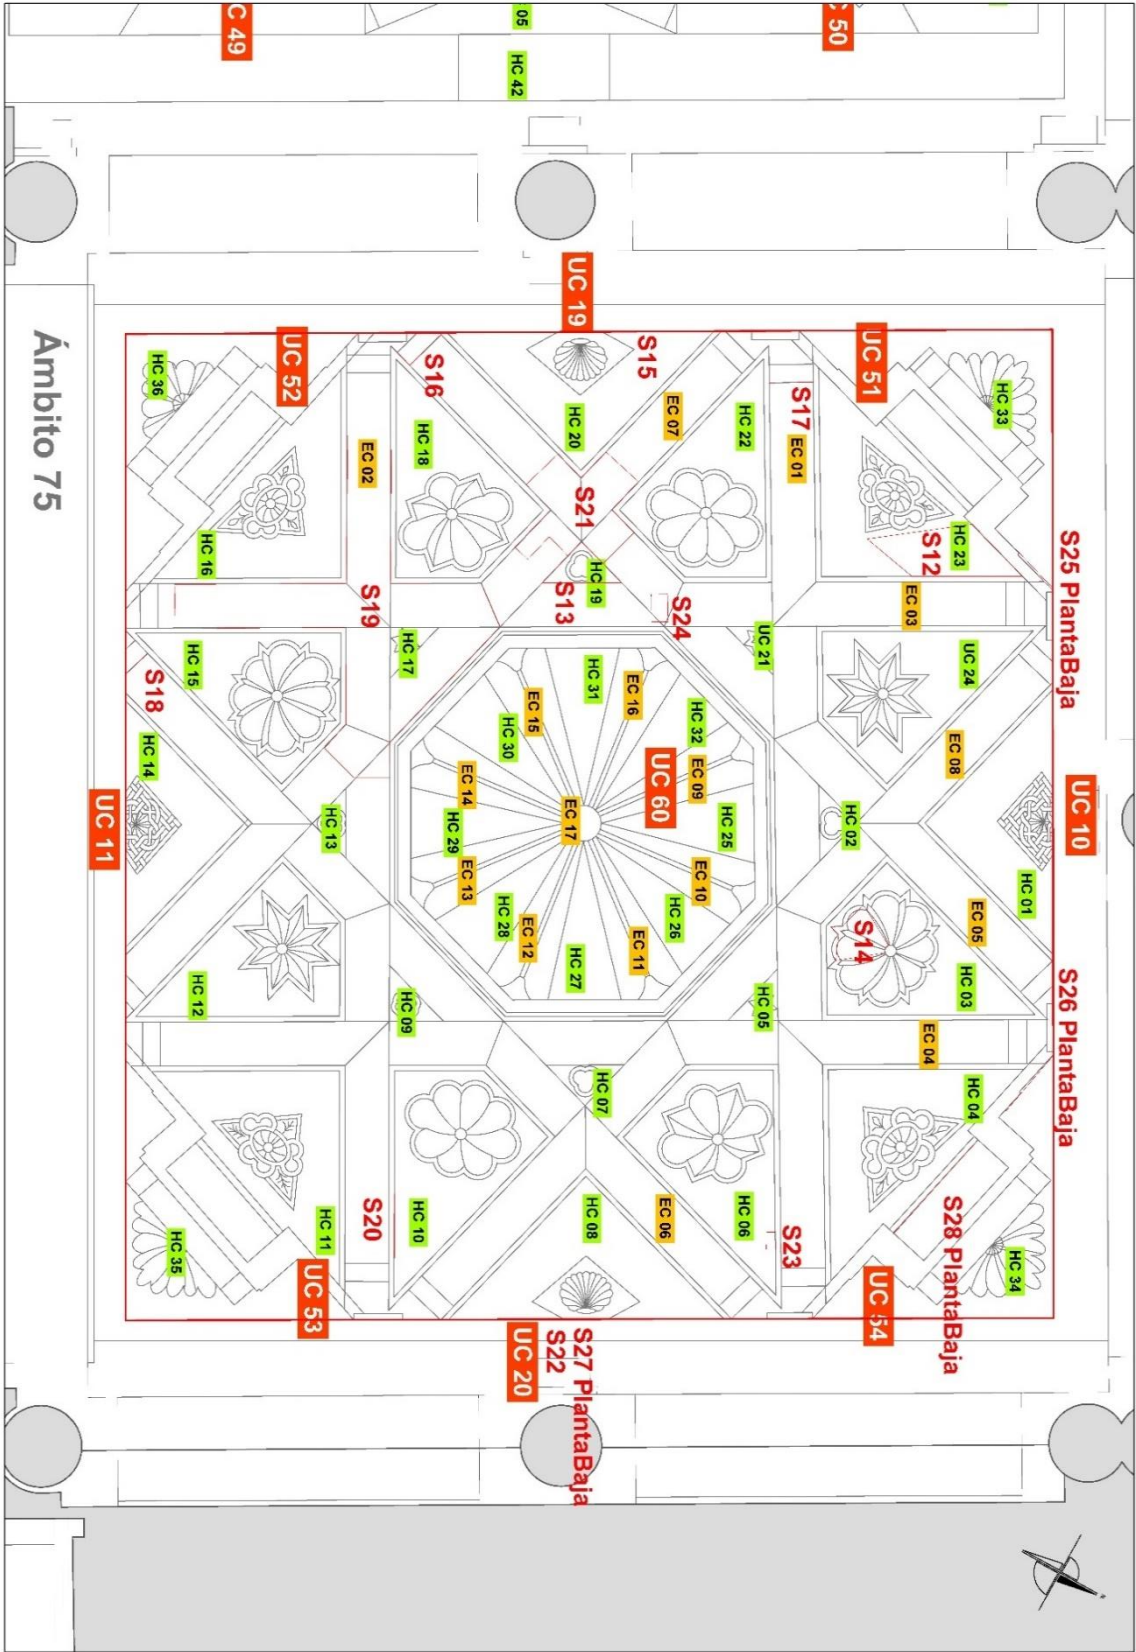 C 49
05
HC 42
C 50
Ámbito 75
UC 19
UC 52
S16
HC 36
HC 18
EC 02
HC 16
S15
HC 20
EC 07
HC 22
S17
EC 01
UC 51
HC 33
HC 23
S12
S25 PlantaBaja
S21
HC 19
S13
S24
S19
HC 17
HC 15
S18
HC 14
UC 11
UC 21
EC 03
UC 24
EC 08
UC 10
HC 31
EC 16
HC 32
EC 15
HC 30
EC 14
HC 29
EC 13
EC 17
UC 60
EC 09
HC 25
EC 10
HC 26
EC 11
HC 27
EC 12
HC 28
HC 13
HC 02
HC 01
EC 05
S14
HC 03
S26 PlantaBaja
HC 12
HC 09
HC 05
EC 04
HC 04
HC 07
HC 10
S20
HC 11
UC 53
HC 35
HC 08
EC 06
HC 06
S23
UC 54
HC 34
S28 PlantaBaja
UC 20
S22
S27 PlantaBaja